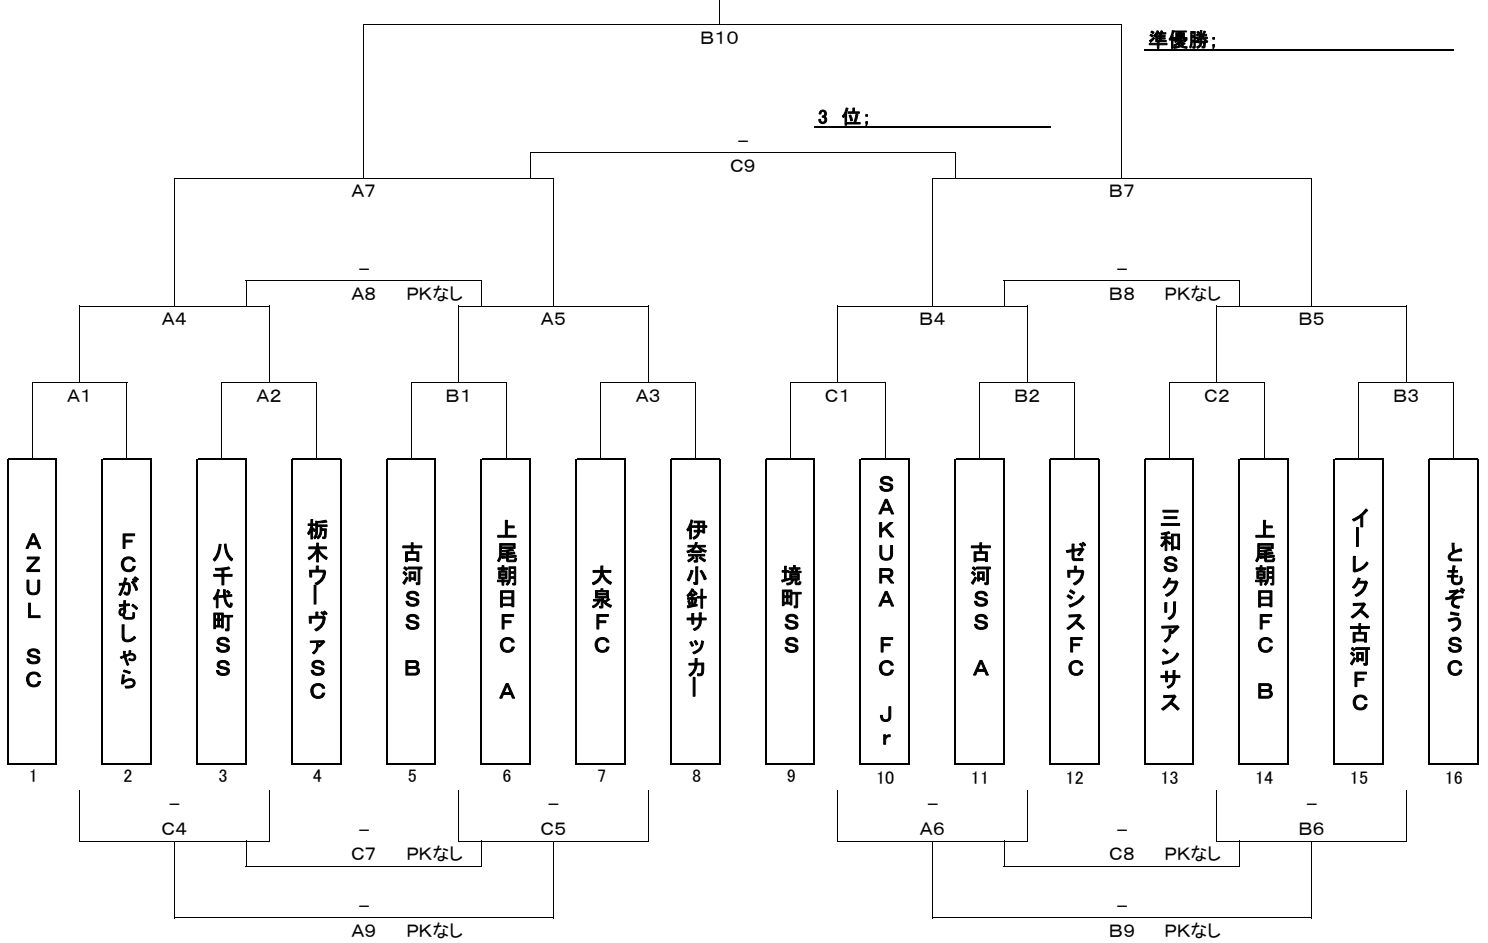 B10
準優勝;
3 位;
-
C9
A7
B7
-
-
A8 PKなし
B8 PKなし
A4
A5
B4
B5
A1
A2
B1
A3
C1
B2
C2
B3
AZUL SC
FCがむしゃら
八千代町SS
栃木ウーヴァSC
古河SS B
上尾朝日FC A
大泉FC
伊奈小針サッカー
境町SS
SAKURA FC Jr
古河SS A
ゼウシスFC
三和Sクリアンサス
上尾朝日FC B
イーレクス古河FC
ともぞうSC
1
2
3
4
5
6
7
8
9
10
11
12
13
14
15
16
-
-
-
-
C4
C5
A6
B6
-
-
C7 PKなし
C8 PKなし
-
-
A9 PKなし
B9 PKなし